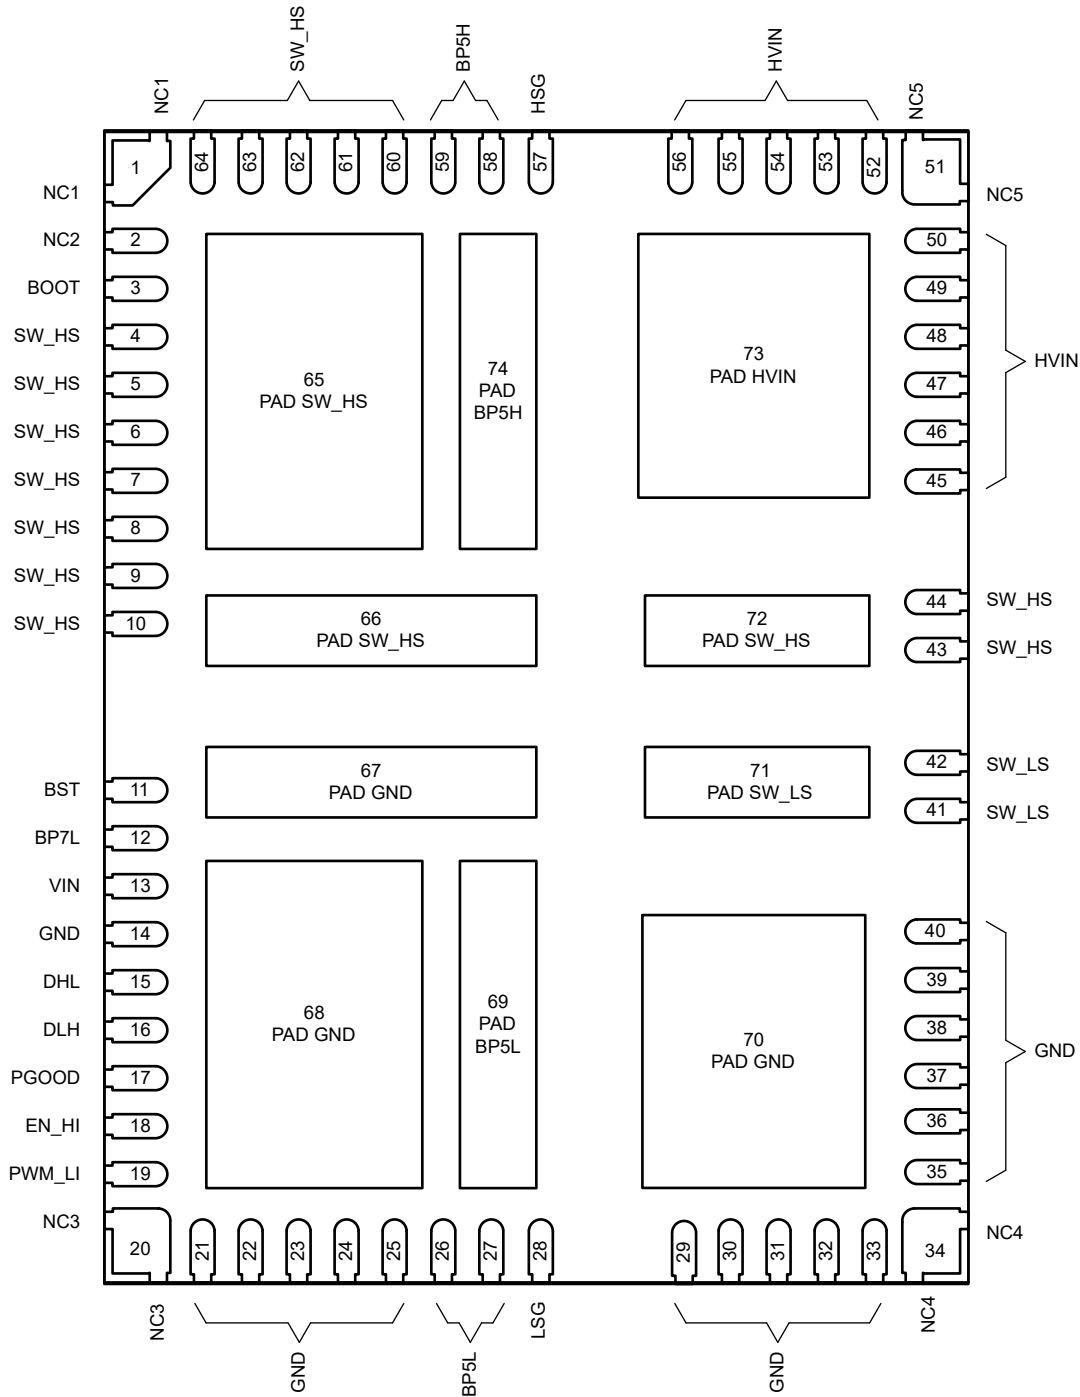 SW_HS
BP5H
HVIN
NC1
HSG
NC5
1
64
63
62
61
60
59
58
57
56
55
54
53
52
51
NC1
NC5
NC2
2
50
BOOT
3
49
SW_HS
4
48
SW_HS
5
47
SW_HS
6
46
SW_HS
7
45
HVIN
65
PAD SW_HS
74
PAD
BP5H
73
PAD HVIN
SW_HS
8
SW_HS
9
SW_HS
10
66
PAD SW_HS
72
PAD SW_HS
44
SW_HS
43
SW_HS
67
PAD GND
71
PAD SW_LS
42
SW_LS
41
SW_LS
BST
11
BP7L
12
VIN
13
GND
14
40
DHL
15
39
DLH
16
38
PGOOD
17
37
EN_HI
18
36
PWM_LI
19
35
GND
68
PAD GND
69
PAD
BP5L
70
PAD GND
NC3
NC4
20
21
22
23
24
25
26
27
28
29
30
31
32
33
34
NC3
LSG
NC4
GND
BP5L
GND